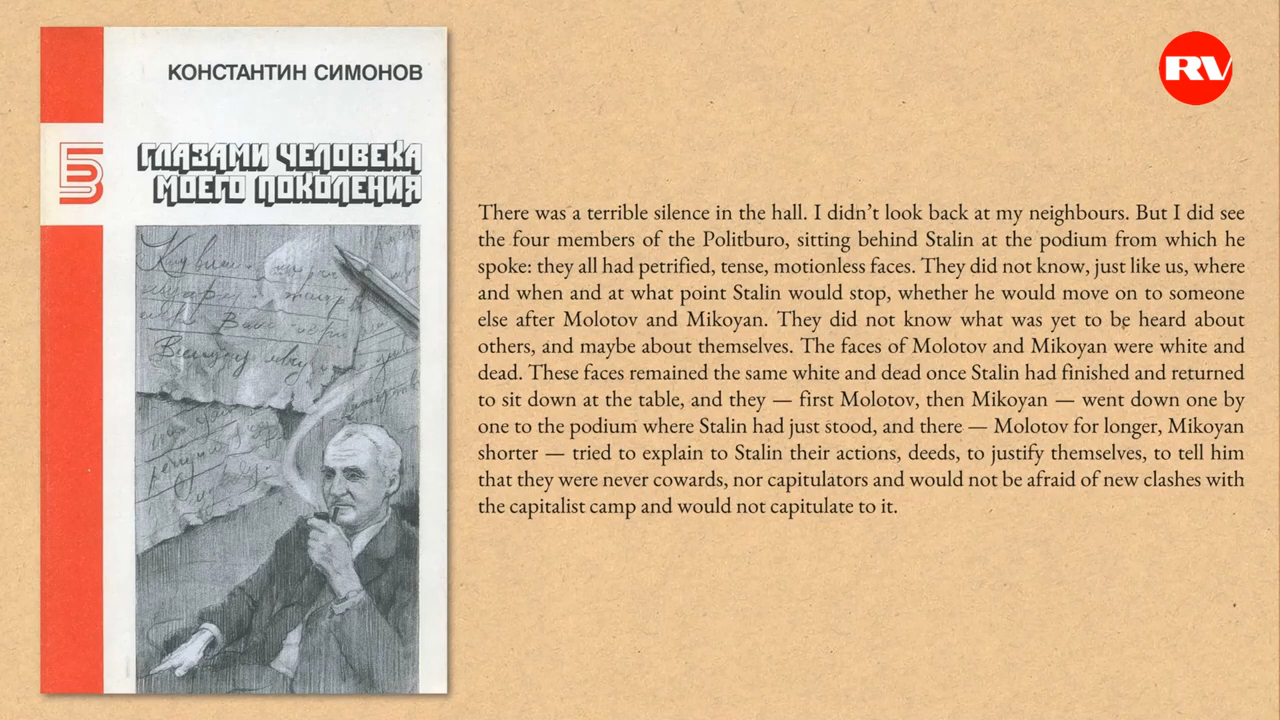 КОНСТАНТИН СИМОНОВ
ГЛАЗАМИ ЧЕЛОВЕКА
МОЕГО ПОКОЛЕНИЯ
RV
There was a terrible silence in the hall. I didn’t look back at my neighbours. But I did see
the four members of the Politburo, sitting behind Stalin at the podium from which he
spoke: they all had petrified, tense, motionless faces. They did not know, just like us, where
and when and at what point Stalin would stop, whether he would move on to someone
else after Molotov and Mikoyan. They did not know what was yet to be heard about
others, and maybe about themselves. The faces of Molotov and Mikoyan were white and
dead. These faces remained the same white and dead once Stalin had finished and returned
to sit down at the table, and they — first Molotov, then Mikoyan — went down one by
one to the podium where Stalin had just stood, and there — Molotov for longer, Mikoyan
shorter — tried to explain to Stalin their actions, deeds, to justify themselves, to tell him
that they were never cowards, nor capitulators and would not be afraid of new clashes with
the capitalist camp and would not capitulate to it.